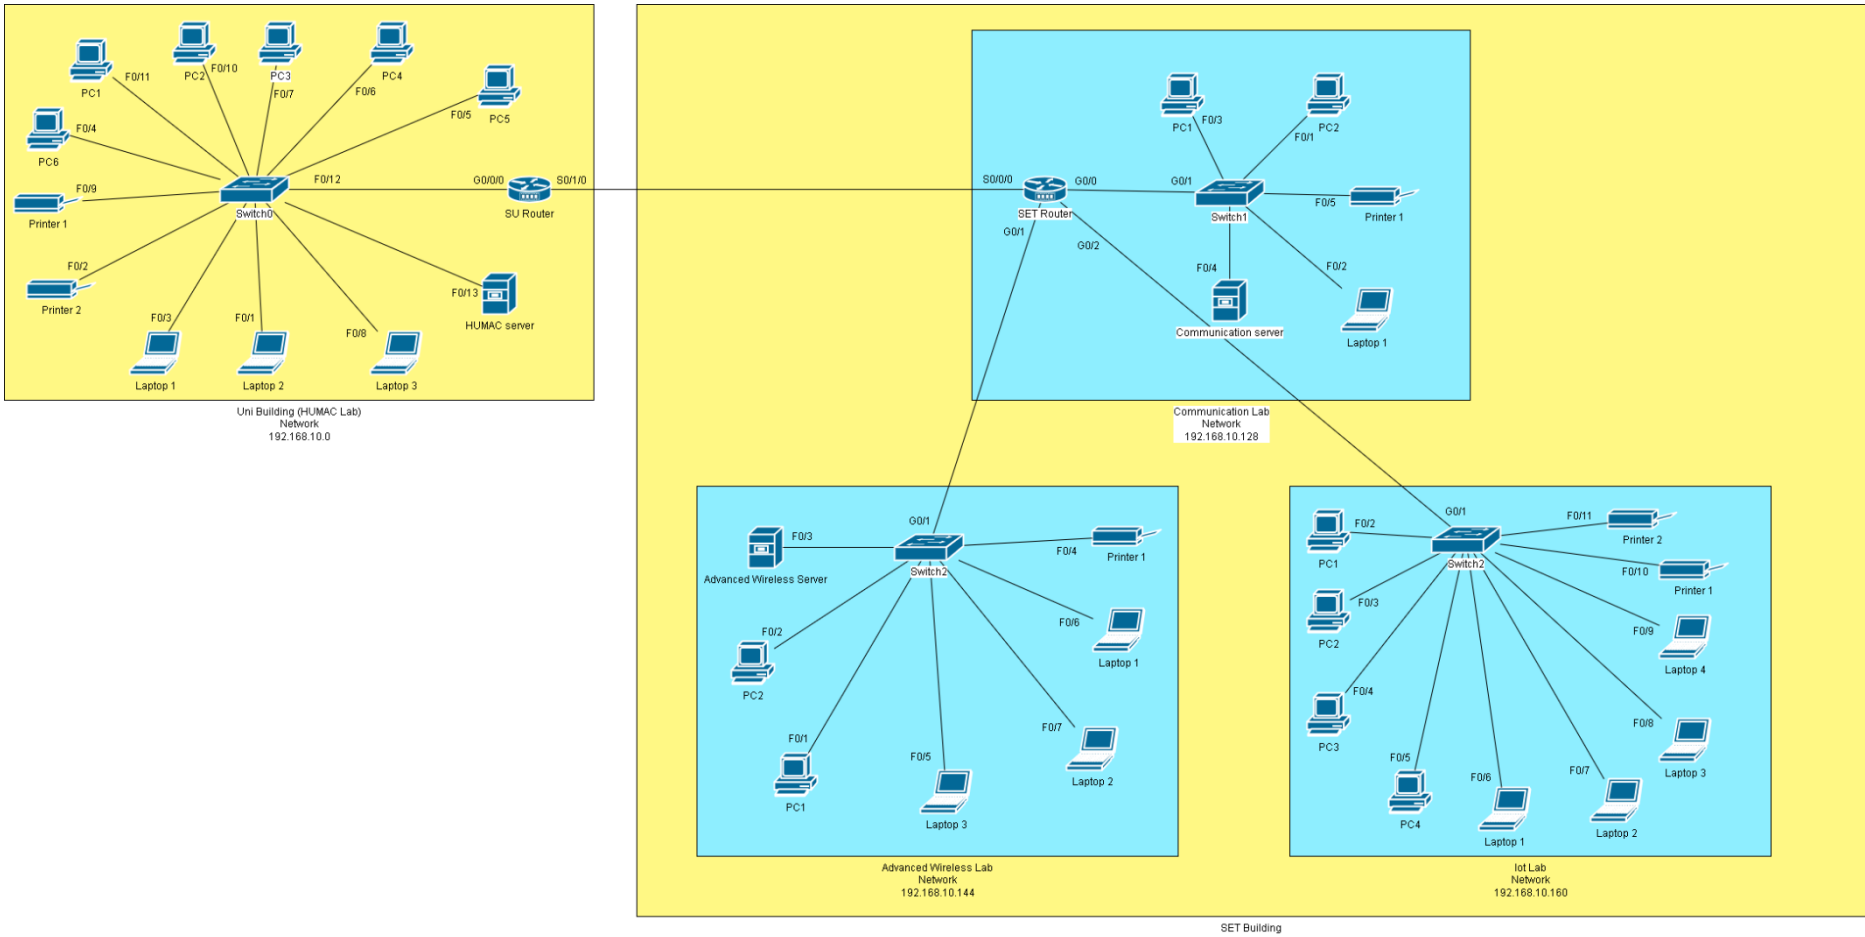 PC1
F0/11
PC2
F0/10
PC3
F0/7
PC4
F0/6
PC5
F0/5
PC6
F0/4
Printer 1
F0/9
Printer 2
F0/2
Switch0
F0/12
G0/0/0
S0/1/0
SU Router
F0/13
HUMAC server
F0/3
Laptop 1
F0/1
Laptop 2
F0/8
Laptop 3
Uni Building (HUMAC Lab)
Network
192.168.10.0
PC1
F0/3
PC2
F0/1
S0/0/0
SET Router
G0/0
G0/1
G0/2
G0/1
Switch1
F0/5
Printer 1
F0/4
Communication server
F0/2
Laptop 1
Communication Lab
Network
192.168.10.128
G0/1
Switch2
F0/3
Advanced Wireless Server
F0/4
Printer 1
F0/2
PC2
F0/6
Laptop 1
F0/1
PC1
F0/5
Laptop 3
F0/7
Laptop 2
Advanced Wireless Lab
Network
192.168.10.144
G0/1
Switch2
F0/2
PC1
F0/11
Printer 2
F0/10
Printer 1
F0/3
PC2
F0/9
Laptop 4
F0/4
PC3
F0/8
Laptop 3
F0/5
PC4
F0/6
Laptop 1
F0/7
Laptop 2
Iot Lab
Network
192.168.10.160
SET Building